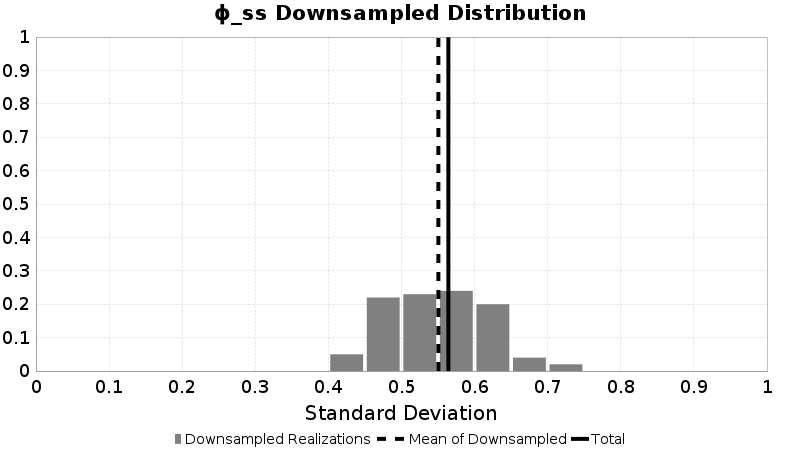 ϕ_ss Downsampled Distribution
1
0.9
0.8
0.7
0.6
0.5
0.4
0.3
0.2
0.1
0
0 0.1 0.2 0.3 0.4 0.5 0.6 0.7 0.8 0.9 1
Standard Deviation
Downsampled Realizations Mean of Downsampled Total